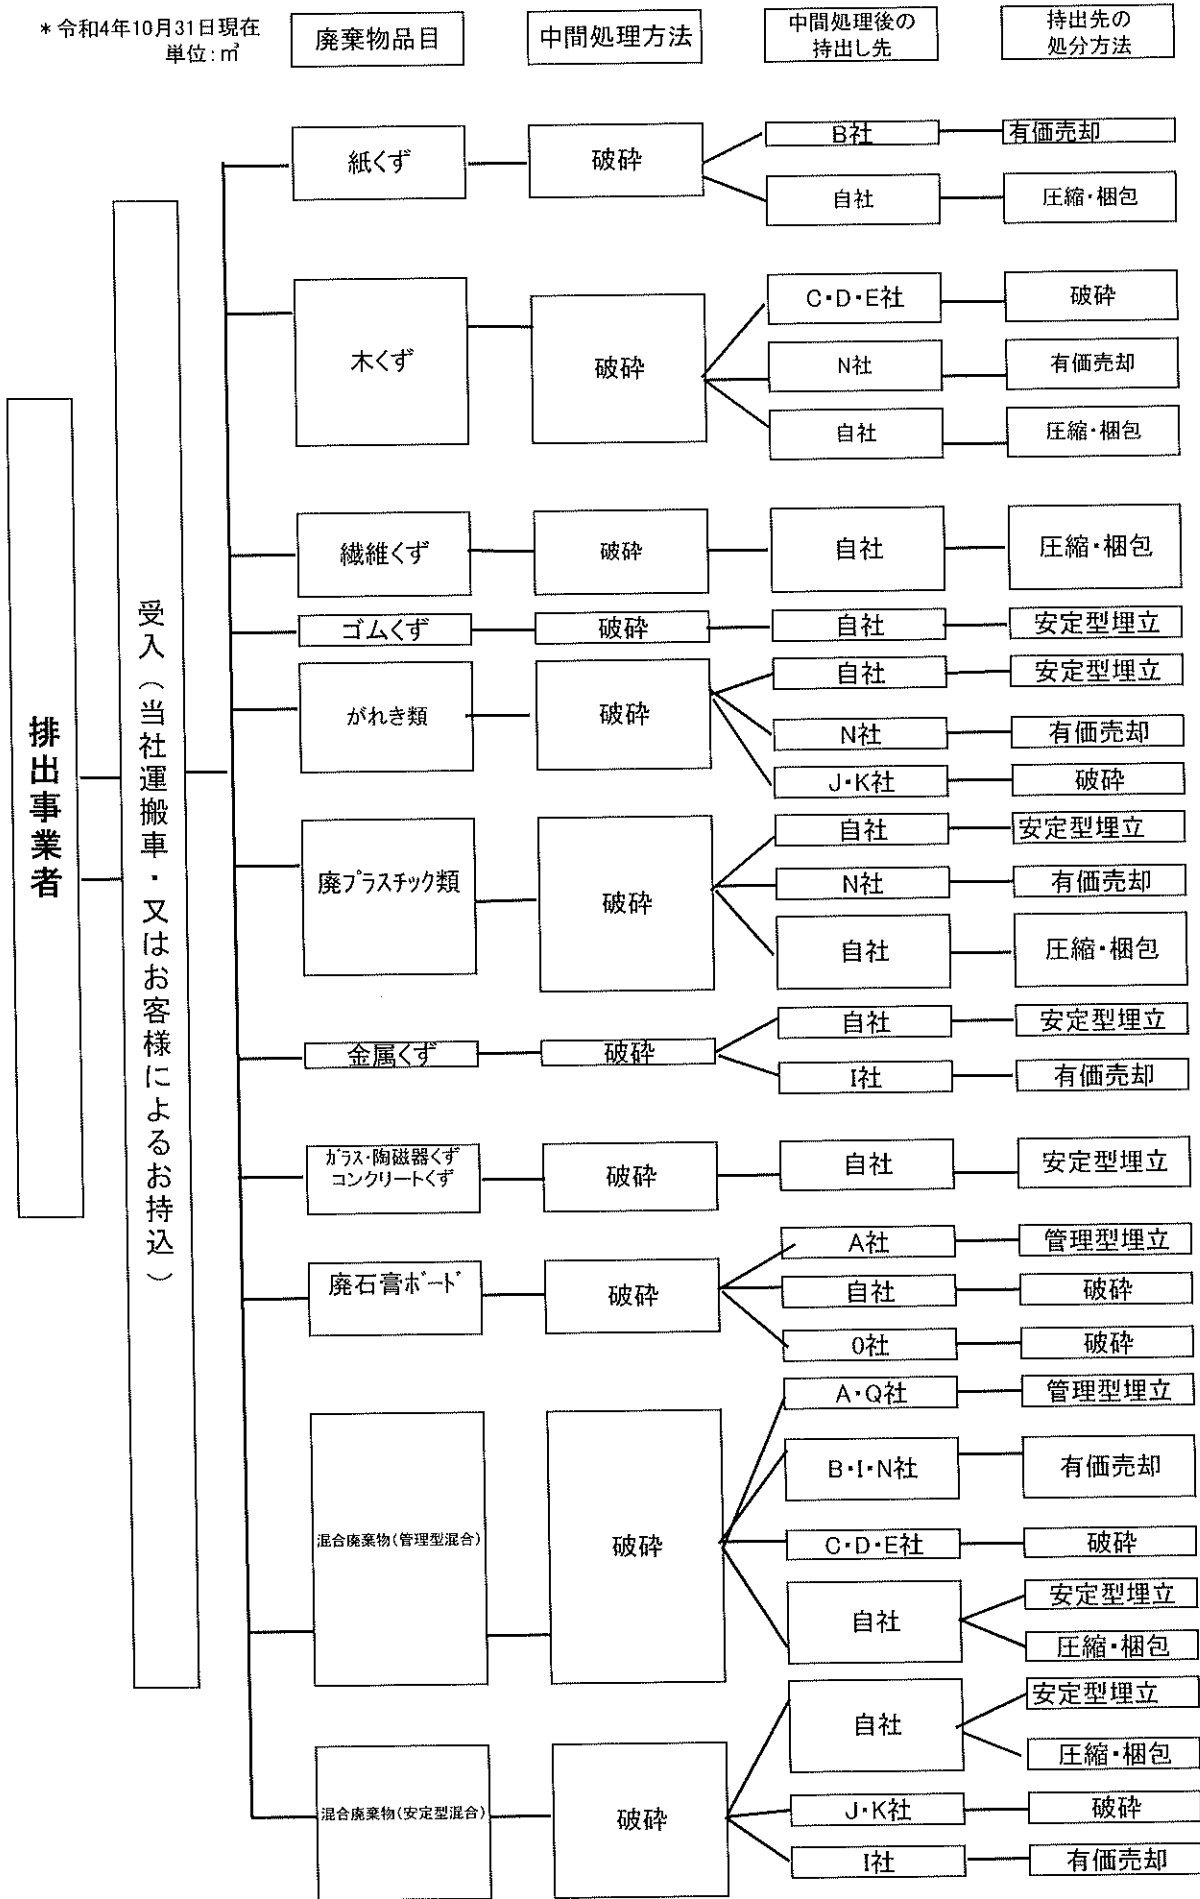 *令和4年10月31日現在
単位:㎥
廃棄物品目
中間処理方法
中間処理後の
持出し先
持出先の
処分方法
排出事業者
受入（当社運搬車・又はお客様によるお持込）
紙くず
破砕
B社
有価売却
自社
圧縮・梱包
木くず
破砕
C・D・E社
破砕
N社
有価売却
自社
圧縮・梱包
繊維くず
破砕
自社
圧縮・梱包
ゴムくず
破砕
自社
安定型埋立
がれき類
破砕
自社
安定型埋立
N社
有価売却
J・K社
破砕
廃プラスチック類
破砕
自社
安定型埋立
N社
有価売却
自社
圧縮・梱包
金属くず
破砕
自社
安定型埋立
I社
有価売却
ガラス・陶磁器くず
コンクリートくず
破砕
自社
安定型埋立
廃石膏ボード
破砕
A社
管理型埋立
自社
破砕
O社
破砕
混合廃棄物(管理型混合)
破砕
A・Q社
管理型埋立
B・I・N社
有価売却
C・D・E社
破砕
自社
安定型埋立
圧縮・梱包
混合廃棄物(安定型混合)
破砕
自社
安定型埋立
圧縮・梱包
J・K社
破砕
I社
有価売却